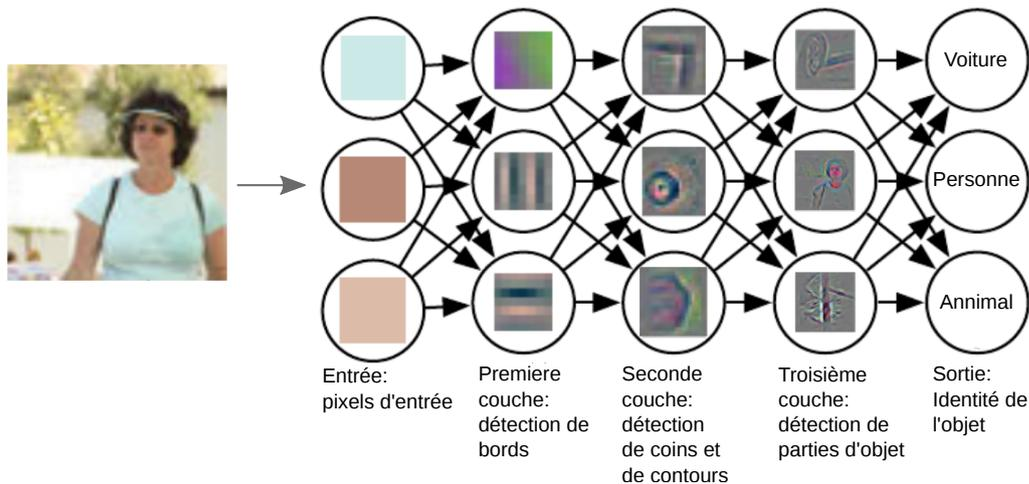 Voiture
Personne
Annimal
Entrée:
pixels d'entrée
Premiere
couche:
détection de
bords
Seconde
couche:
détection
de coins et
de contours
Troisième
couche:
détection de
parties d'objet
Sortie:
Identité de
l'objet